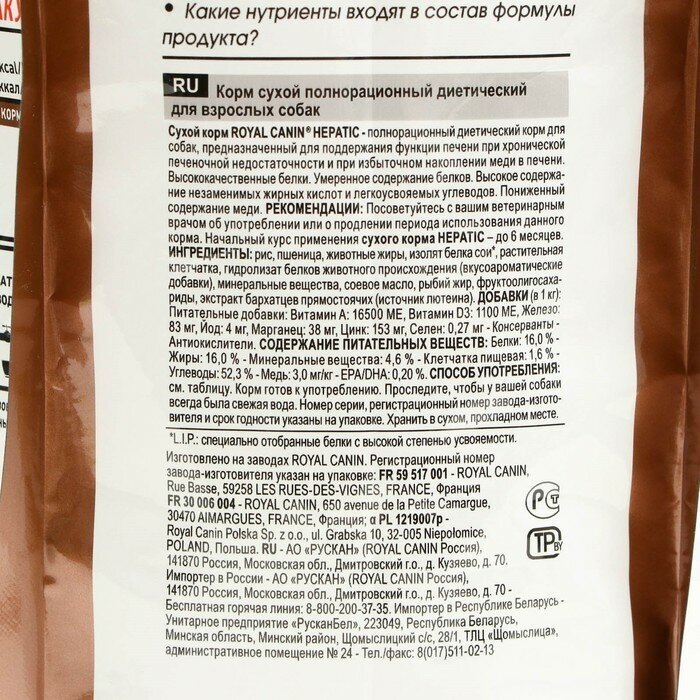 • Какие нутриенты входят в состав формулы
продукта?
RU Корм сухой полнорационный диетический
для взрослых собак
Сухой корм ROYAL CANIN® HEPATIC - полнорационный диетический корм для
собак, предназначенный для поддержания функции печени при хронической
печеночной недостаточности и при избыточном накоплении меди в печени.
Высококачественные белки. Умеренное содержание белков. Высокое содержа-
ние незаменимых жирных кислот и легкоусвояемых углеводов. Пониженный
содержание меди. РЕКОМЕНДАЦИИ: Посоветуйтесь с вашим ветеринарным
врачом об употреблении или о продлении периода использования данного
корма. Начальный курс применения сухого корма HEPATIC – до 6 месяцев.
ИНГРЕДИЕНТЫ: рис, пшеница, животные жиры, изолят белка сои*, растительная
клетчатка, гидролизат белков животного происхождения (вкусоароматические
добавки), минеральные вещества, соевое масло, рыбий жир, фруктоолигосаха-
риды, экстракт бархатцев прямостоячих (источник лютеина). ДОБАВКИ (в 1 кг):
Питательные добавки: Витамин A: 16500 ME, Витамин D3: 1100 ME, Железо:
83 мг, Йод: 4 мг, Марганец: 38 мг, Цинк: 153 мг, Селен: 0,27 мг - Консерванты -
Антиокислители. СОДЕРЖАНИЕ ПИТАТЕЛЬНЫХ ВЕЩЕСТВ: Белки: 16,0 % -
Жиры: 16,0 % - Минеральные вещества: 4,6 % - Клетчатка пищевая: 1,6 % -
Углеводы: 52,3 % - Медь: 3,0 мг/кг - EPA/DHA: 0,20 %. СПОСОБ УПОТРЕБЛЕНИЯ:
см. таблицу. Корм готов к употреблению. Проследите, чтобы у вашей собаки
всегда была свежая вода. Номер серии, регистрационный номер завода-изгото-
вителя и срок годности указаны на упаковке. Хранить в сухом, прохладном месте.
*L.I.P.: специально отобранные белки с высокой степенью усвояемости.
Изготовлено на заводах ROYAL CANIN. Регистрационный номер
завода-изготовителя указан на упаковке: FR 59 517 001 - ROYAL CANIN,
Rue Basse, 59258 LES RUES-DES-VIGNES, FRANCE, Франция
FR 30 006 004 - ROYAL CANIN, 650 avenue de la Petite Camargue,
30470 AIMARGUES, FRANCE, Франция; α PL 1219007p -
Royal Canin Polska Sp. z o.o., ul. Grabska 10, 32-005 Niepolomice,
POLAND, Польша. RU - АО «РУСКАН» (ROYAL CANIN Россия),
141870 Россия, Московская обл., Дмитровский г.о., д. Кузяево, д. 70.
Импортер в России - АО «РУСКАН» (ROYAL CANIN Россия),
141870 Россия, Московская обл., Дмитровский г.о., д. Кузяево, д. 70 -
Бесплатная горячая линия: 8-800-200-37-35. Импортер в Республике Беларусь -
Унитарное предприятие «РусканБел», 223049, Республика Беларусь,
Минская область, Минский район, Щомыслицкий с/с, 28/1, ТЛЦ «Щомыслица»,
административное помещение № 24 - Тел./факс: 8(017)511-02-13
РСТ
TP BY